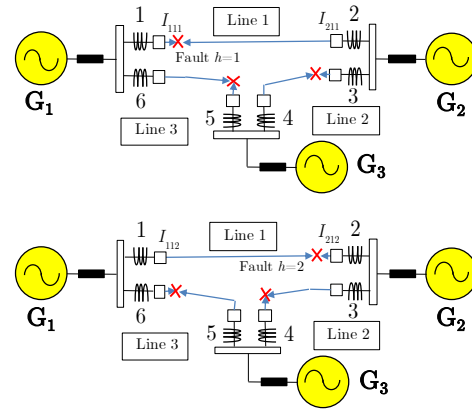 1
I111
Line 1
I211
2
Fault h=1
G1
6
3
G2
Line 3
5
4
Line 2
G3
1
I112
Line 1
I212
2
Fault h=2
G1
6
3
G2
Line 3
5
4
Line 2
G3